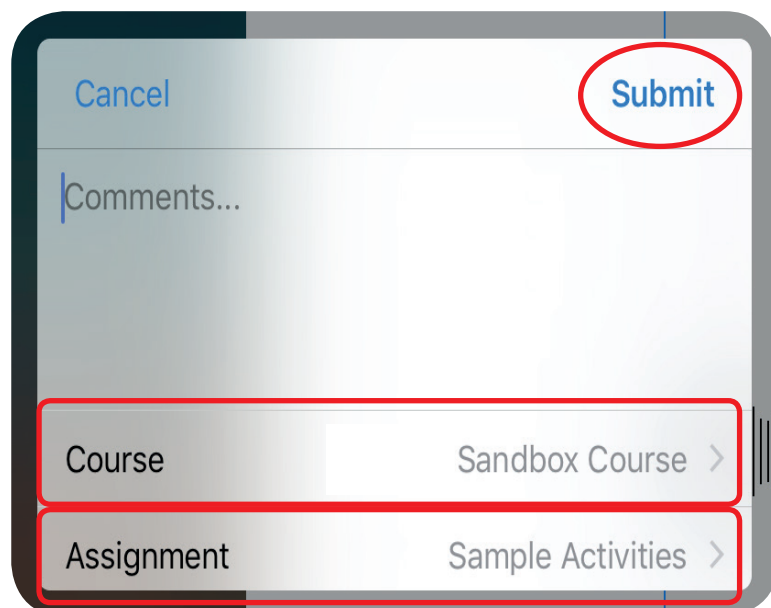 Cancel Submit
Comments...
Course Sandbox Course
Assignment Sample Activities